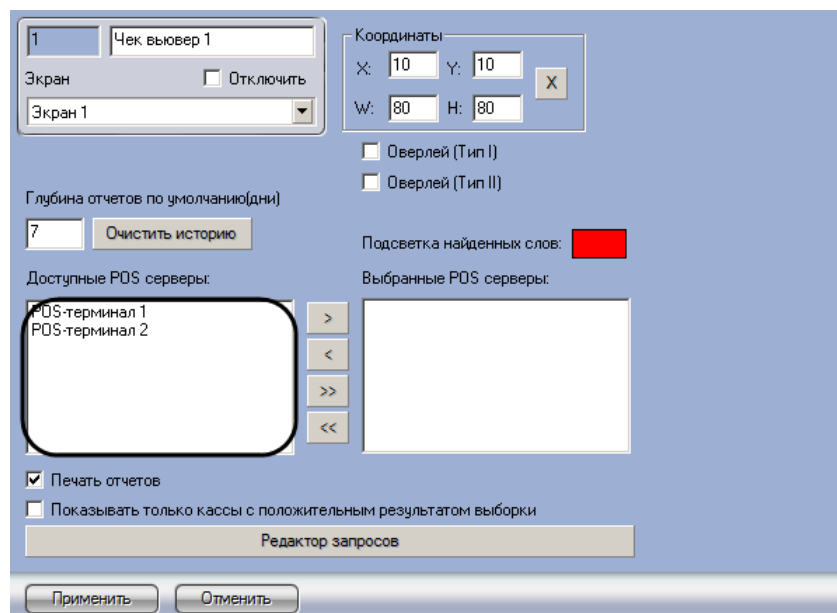 1
Чек вьювер 1
Экран
Отключить
Экран 1
Координаты
X: 10 Y: 10
X
W: 80 H: 80
Оверлей (Тип I)
Оверлей (Тип II)
Глубина отчетов по умолчанию(дни)
7
Очистить историю
Подсветка найденных слов:
Доступные POS серверы:
Выбранные POS серверы:
POS-терминал 1
POS-терминал 2
>
<
>>
<<
Печать отчетов
Показывать только кассы с положительным результатом выборки
Редактор запросов
Применить
Отменить